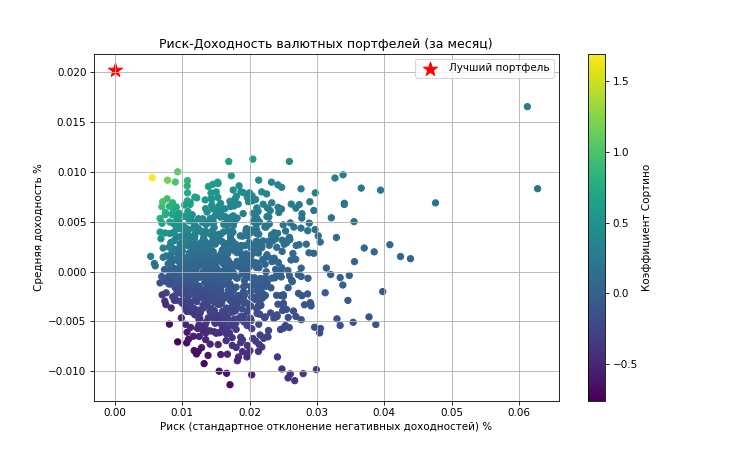 Риск-Доходность валютных портфелей (за месяц)
Лучший портфель
Средняя доходность %
0.020
0.015
0.010
0.005
0.000
−0.005
−0.010
0.00 0.01 0.02 0.03 0.04 0.05 0.06
Риск (стандартное отклонение негативных доходностей) %
1.5
1.0
0.5
0.0
−0.5
Коэффициент Сортино